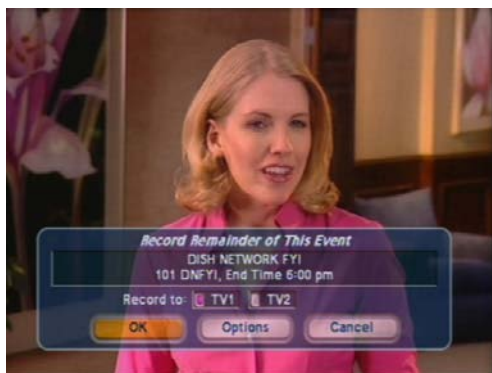 Record Remainder of This Event
DISH NETWORK FYI
101 DNFYI, End Time 6:00 pm
Record to: TV1 TV2
OK Options Cancel